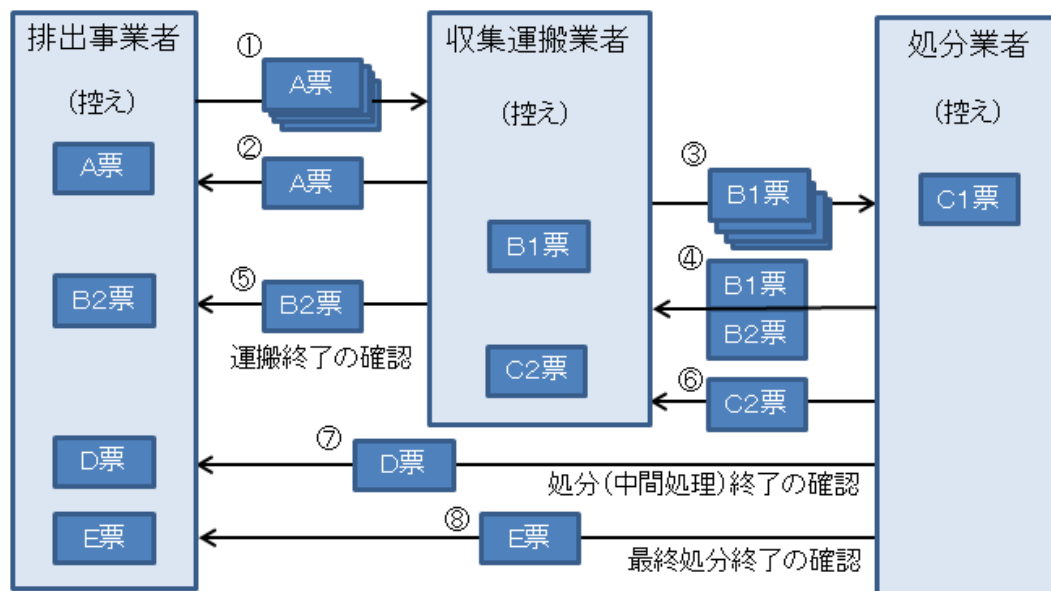 排出事業者
(控え)
A票
B2票
D票
E票
①
A票
②
A票
⑤
B2票
運搬終了の確認
収集運搬業者
(控え)
B1票
C2票
③
B1票
④
B1票
B2票
⑥
C2票
⑦
D票
処分(中間処理)終了の確認
⑧
E票
最終処分終了の確認
処分業者
(控え)
C1票